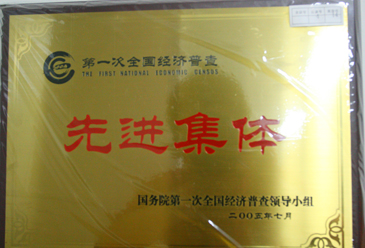 第一次全国经济普查
THE FIRST NATIONAL ECONOMIC CENSUS
先进集体
国务院第一次全国经济普查领导小组
二〇〇五年七月